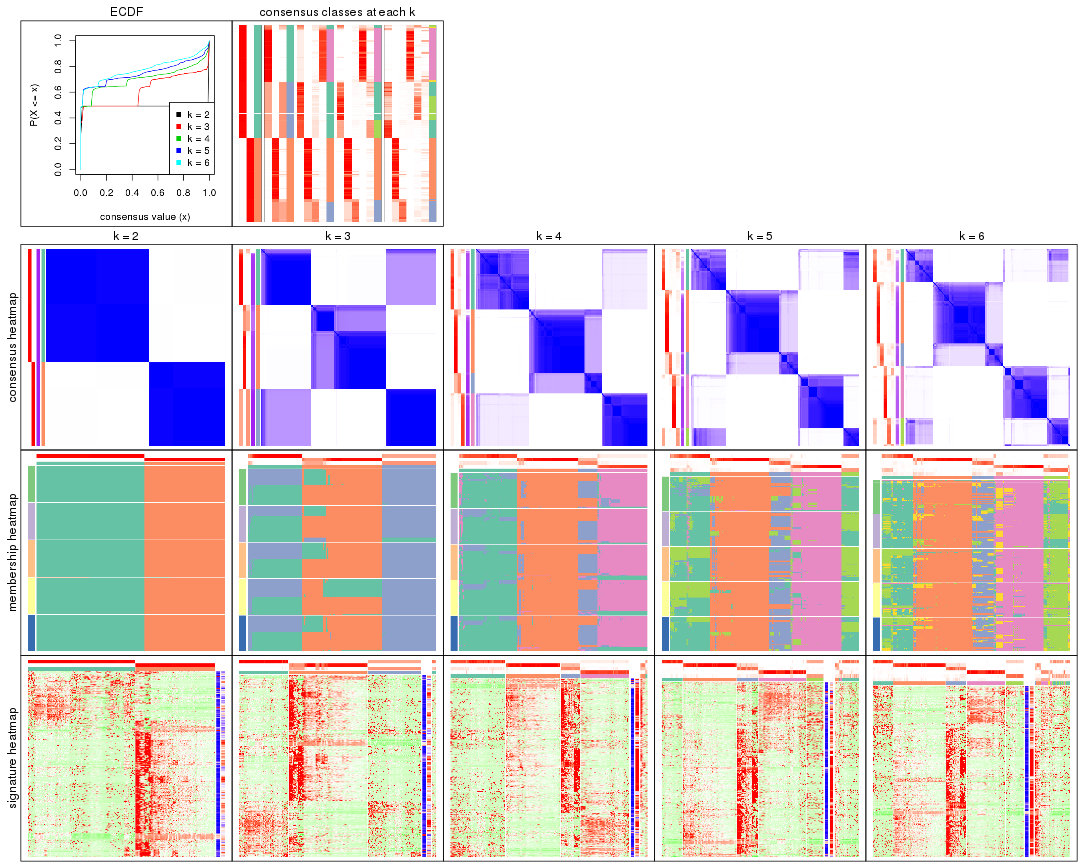 ECDF
consensus classes at each k
P(X <= x)
0.0 0.2 0.4 0.6 0.8 1.0
k = 2
k = 3
k = 4
k = 5
k = 6
0.0 0.2 0.4 0.6 0.8 1.0
consensus value (x)
k = 2 k = 3 k = 4 k = 5 k = 6
consensus heatmap
membership heatmap
signature heatmap